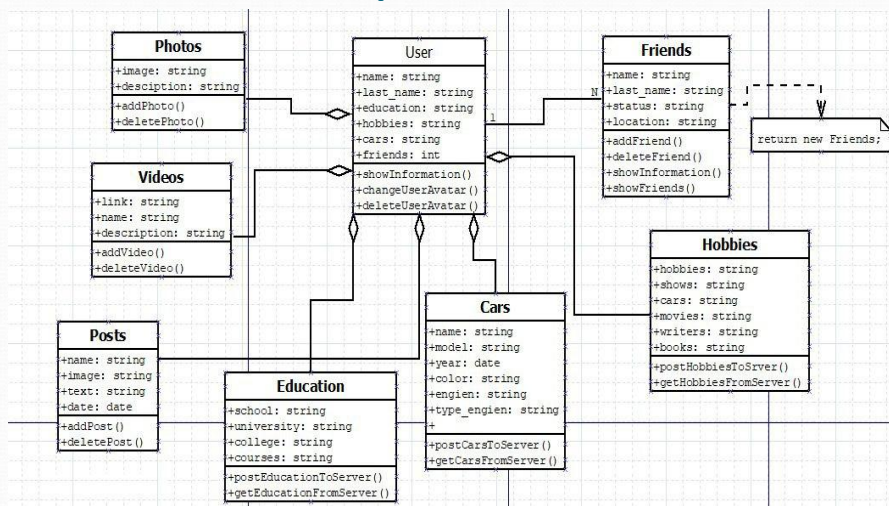 Photos
+image: string
+desciption: string
+addPhoto()
+deletePhoto()
User
+name: string
+last_name: string
+education: string
+hobbies: string
+cars: string
+friends: int
+showInformation()
+changeUserAvatar()
+deleteUserAvatar()
1
N
Friends
+name: string
+last_name: string
+status: string
+location: string
+addFriend()
+deleteFriend()
+showInformation()
+showFriends()
return new Friends;
Videos
+link: string
+name: string
+description: string
+addVideo()
+deleteVideo()
Hobbies
+hobbies: string
+shows: string
+cars: string
+movies: string
+writers: string
+books: string
+postHobbiesToSrver()
+getHobbiesFromServer()
Posts
+name: string
+image: string
+text: string
+date: date
+addPost()
+deletePost()
Education
+school: string
+university: string
+college: string
+courses: string
+postEducationToServer()
+getEducationFromServer()
Cars
+name: string
+model: string
+year: date
+color: string
+engien: string
+type_engien: string
+
+postCarsToServer()
+getCarsFromServer()